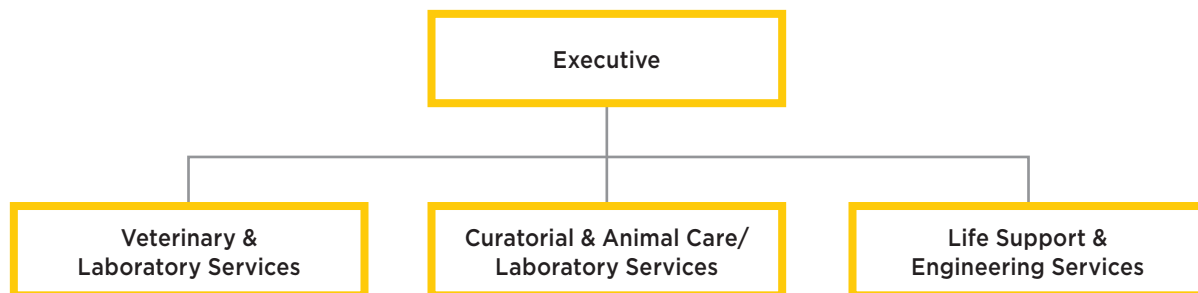 Executive
Veterinary &
Laboratory Services
Curatorial & Animal Care/
Laboratory Services
Life Support &
Engineering Services